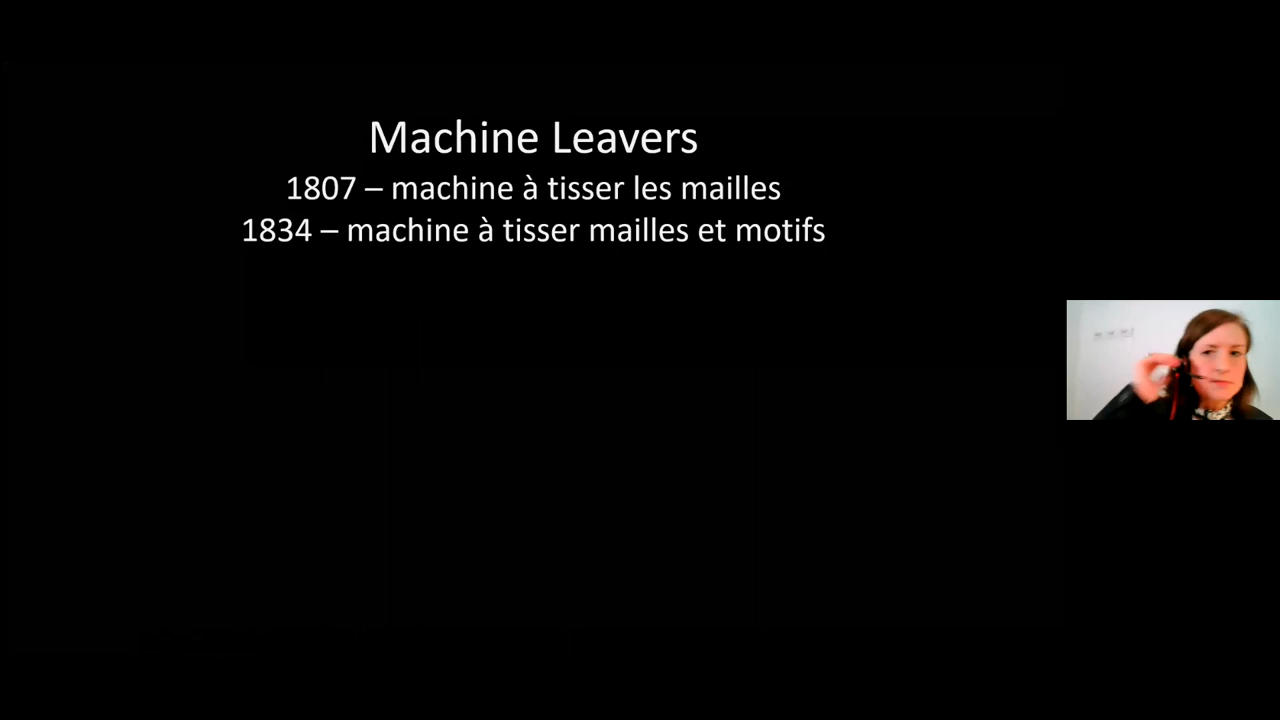 Machine Leavers
1807 – machine à tisser les mailles
1834 – machine à tisser mailles et motifs